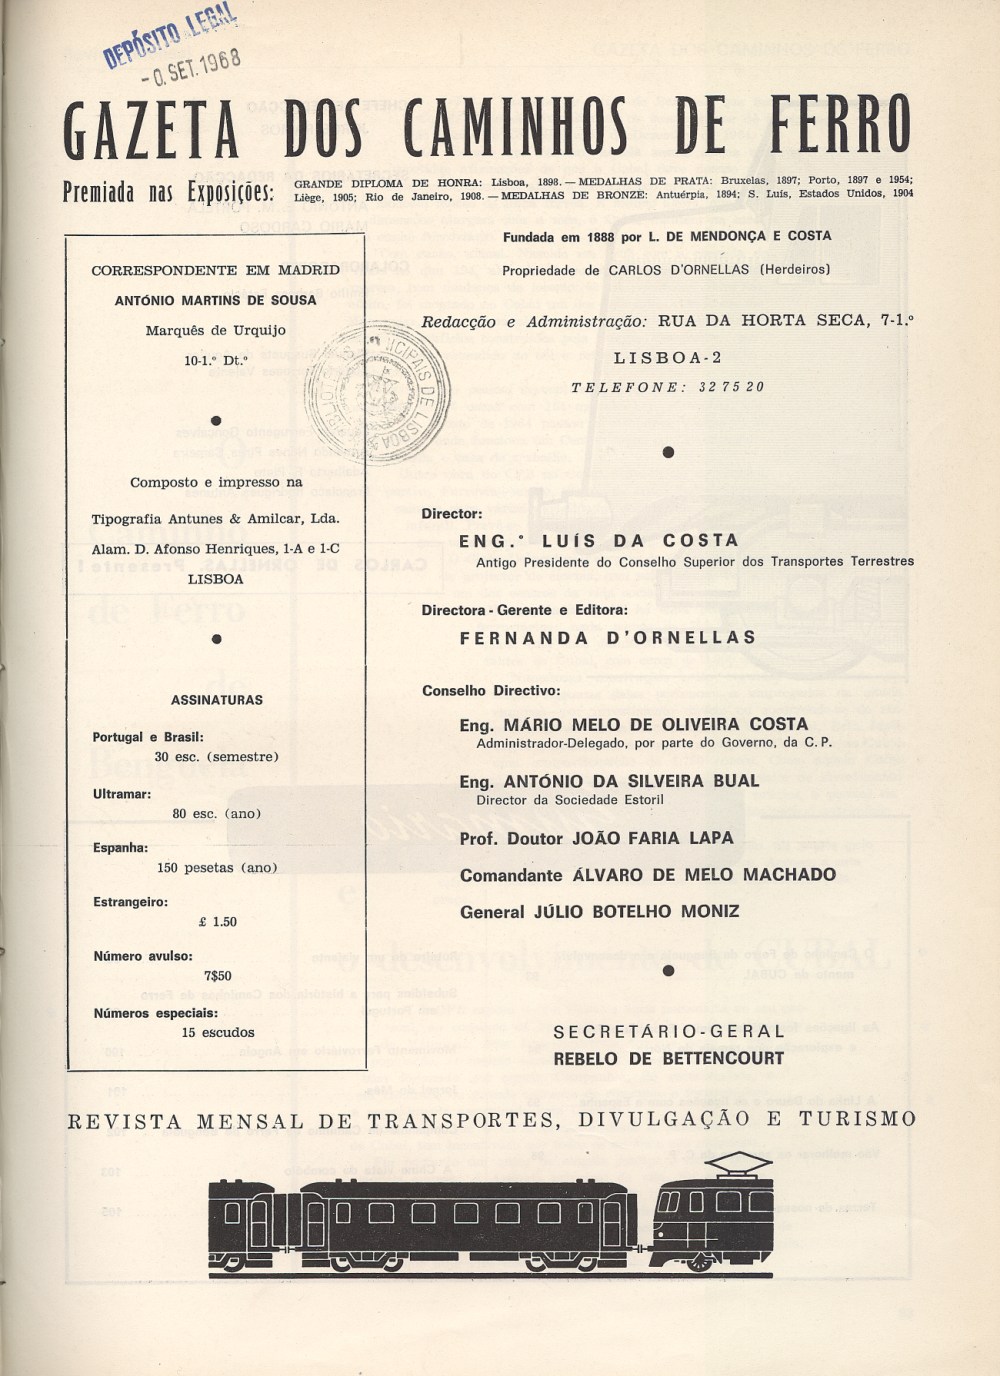 DEPÓSITO LEGAL
SET. 1968
GAZETA DOS CAMINHOS DE FERRO
Premiada nas Exposições:
GRANDE DIPLOMA DE HONRA: Lisboa, 1898. — MEDALHAS DE PRATA: Bruxelas, 1897; Porto, 1897 e 1954;
Liège, 1905; Rio de Janeiro, 1908. — MEDALHAS DE BRONZE: Antuérpia, 1894; S. Luís, Estados Unidos, 1904
CORRESPONDENTE EM MADRID
ANTÓNIO MARTINS DE SOUSA
Marquês de Urquijo
10-1.º Dt.º
Composto e impresso na
Tipografia Antunes & Amilcar, Lda.
Alam. D. Afonso Henriques, 1-A e 1-C
LISBOA
ASSINATURAS
Portugal e Brasil:
30 esc. (semestre)
Ultramar:
80 esc. (ano)
Espanha:
150 pesetas (ano)
Estrangeiro:
£ 1.50
Número avulso:
7$50
Números especiais:
15 escudos
Fundada em 1888 por L. DE MENDONÇA E COSTA
Propriedade de CARLOS D'ORNELLAS (Herdeiros)
Redacção e Administração: RUA DA HORTA SECA, 7-1.º
LISBOA-2
TELEFONE: 32 75 20
Director:
ENG.º LUÍS DA COSTA
Antigo Presidente do Conselho Superior dos Transportes Terrestres
Directora - Gerente e Editora:
FERNANDA D'ORNELLAS
Conselho Directivo:
Eng. MÁRIO MELO DE OLIVEIRA COSTA
Administrador-Delegado, por parte do Governo, da C. P.
Eng. ANTÓNIO DA SILVEIRA BUAL
Director da Sociedade Estoril
Prof. Doutor JOÃO FARIA LAPA
Comandante ÁLVARO DE MELO MACHADO
General JÚLIO BOTELHO MONIZ
SECRETÁRIO-GERAL
REBELO DE BETTENCOURT
REVISTA MENSAL DE TRANSPORTES, DIVULGAÇÃO E TURISMO